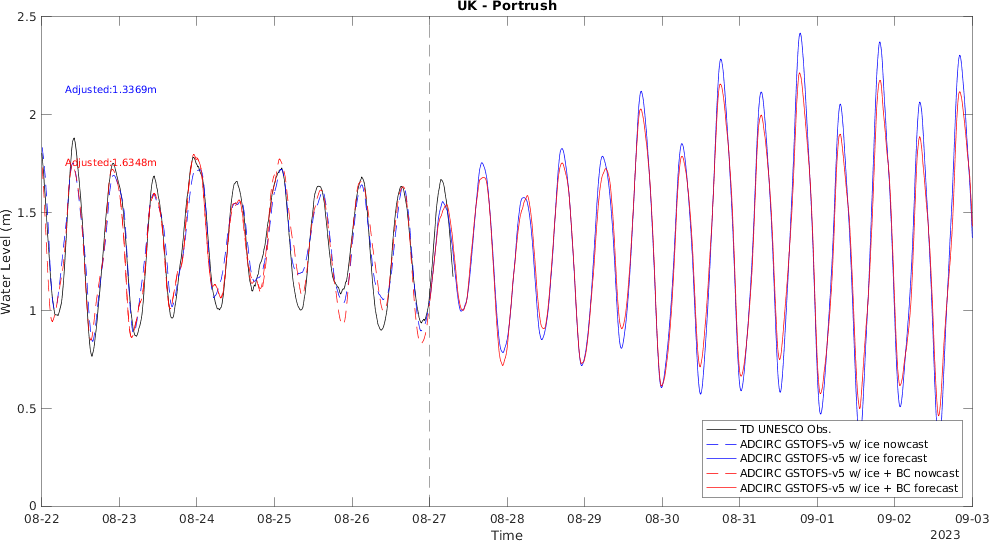 UK - Portrush
2.5
Adjusted:1.3369m
2
Adjusted:1.6348m
1.5
Water Level (m)
1
0.5
TD UNESCO Obs.
ADCIRC GSTOFS-v5 w/ ice nowcast
ADCIRC GSTOFS-v5 w/ ice forecast
ADCIRC GSTOFS-v5 w/ ice + BC nowcast
ADCIRC GSTOFS-v5 w/ ice + BC forecast
0
08-22 08-23 08-24 08-25 08-26 08-27 08-28 08-29 08-30 08-31 09-01 09-02 09-03
Time
2023